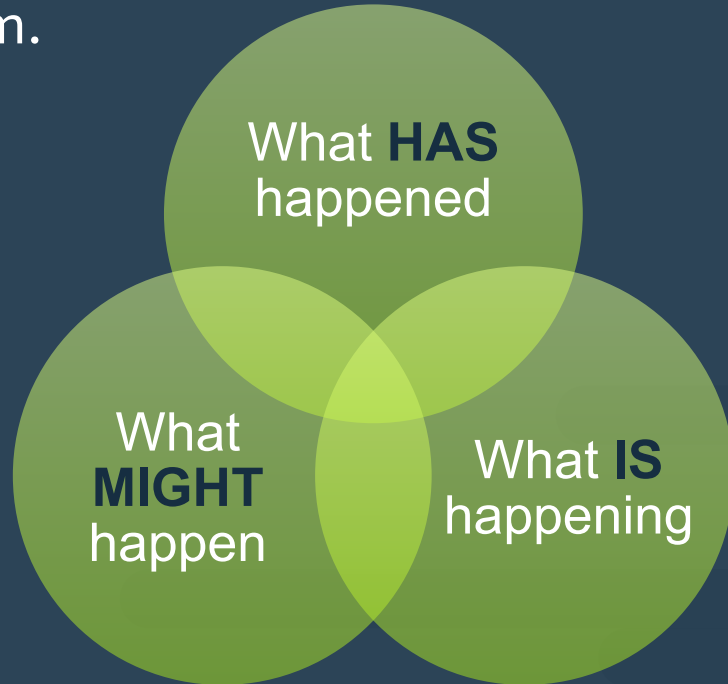 m.
What HAS
happened
What
MIGHT
happen
What IS
happening